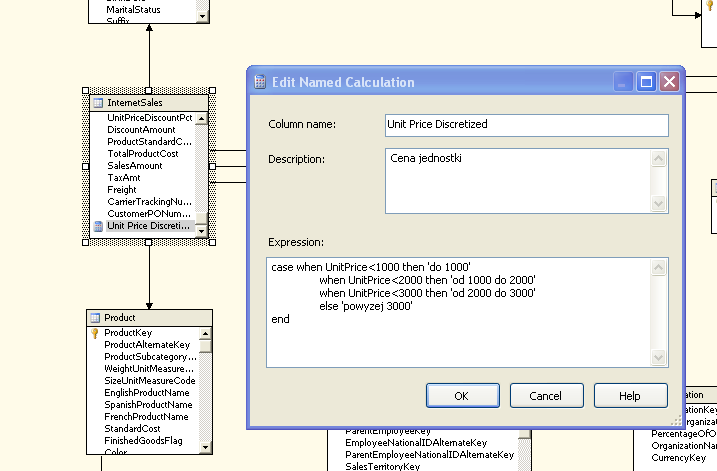 MaritalStatus
Suffix
InternetSales
UnitPriceDiscountPct
DiscountAmount
ProductStandardC...
TotalProductCost
SalesAmount
TaxAmt
Freight
CarrierTrackingNu...
CustomerPONum...
Unit Price Discreti...
Product
ProductKey
ProductAlternateKey
ProductSubcategory...
WeightUnitMeasure...
SizeUnitMeasureCode
EnglishProductName
SpanishProductName
FrenchProductName
StandardCost
FinishedGoodsFlag
Color
Edit Named Calculation
Column name:
Unit Price Discretized
Description:
Cena jednostki
Expression:
case when UnitPrice<1000 then 'do 1000'
when UnitPrice<2000 then 'od 1000 do 2000'
when UnitPrice<3000 then 'od 2000 do 3000'
else 'powyzej 3000'
end
OK
Cancel
Help
ParentEmployeeKey
EmployeeNationalIDAlternateKey
ParentEmployeeNationalIDAlternateKey
SalesTerritoryKey
ation
ationKey
rganiza
PercentageOfO
OrganizationNa
CurrencyKey